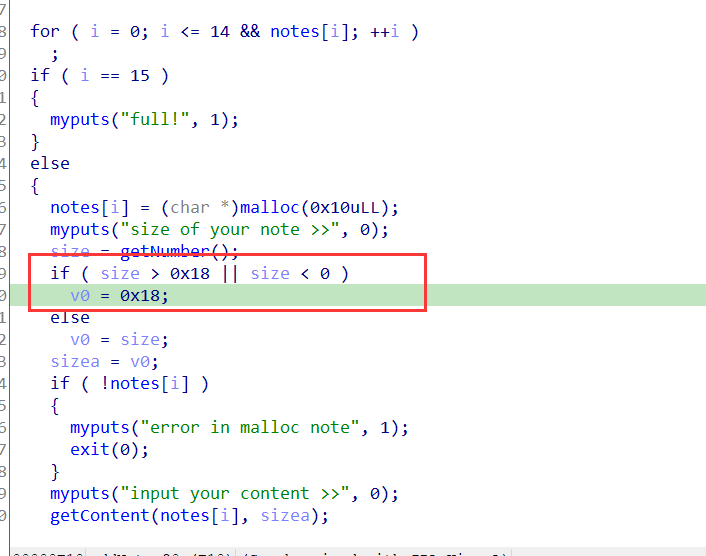 7
8 for ( i = 0; i <= 14 && notes[i]; ++i )
9 ;
0 if ( i == 15 )
1 {
2 myputs("full!", 1);
3 }
4 else
5 {
6 notes[i] = (char *)malloc(0x10uLL);
7 myputs("size of your note >>", 0);
8 size = getNumber();
9 if ( size > 0x18 || size < 0 )
0 v0 = 0x18;
1 else
2 v0 = size;
3 sizea = v0;
4 if ( !notes[i] )
5 {
6 myputs("error in malloc note", 1);
7 exit(0);
8 }
9 myputs("input your content >>", 0);
0 getContent(notes[i], sizea);